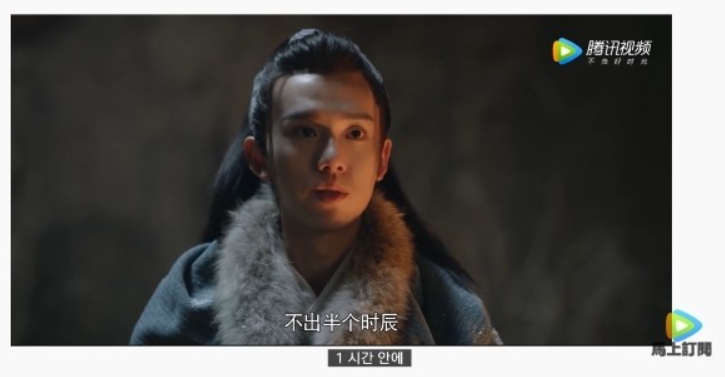 腾讯视频
不负好时光
不出半个时辰
1 시간 안에
馬上訂閱